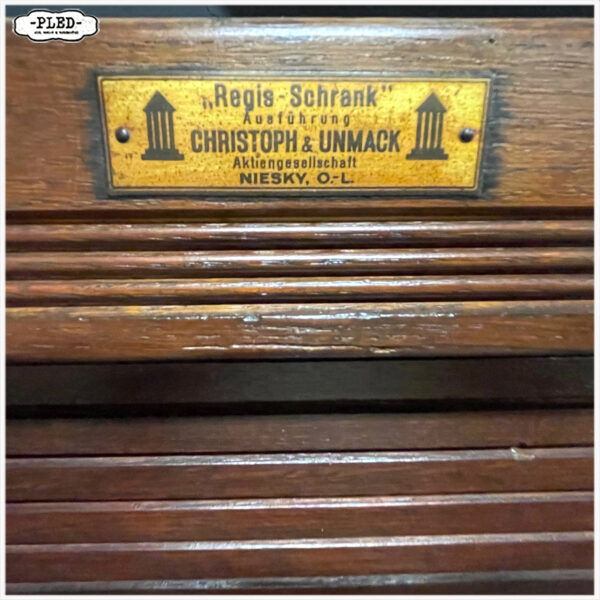 -PLED-
„Regis-Schrank"
Ausführung
CHRISTOPH & UNMACK
Aktiengesellschaft
NIESKY, O.-L.